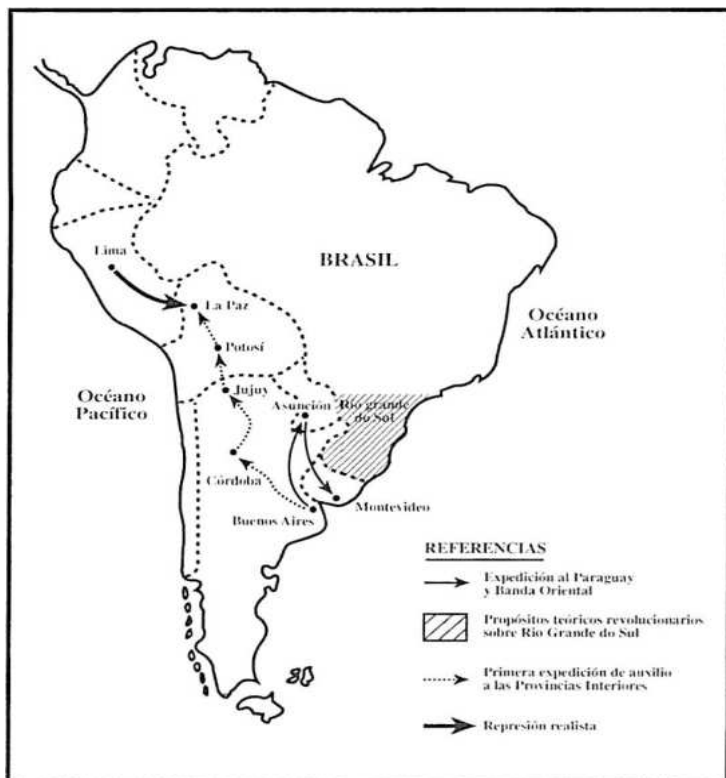 Lima
BRASIL
La Paz
Océano
Atlántico
Potosí
Océano
Pacífico
Jujuy
Asunción
Rio grande
do Sol
Córdoba
Montevideo
Buenos Aires
REFERENCIAS
Expedición al Paraguay
y Banda Oriental
Propósitos teóricos revolucionarios
sobre Rio Grande do Sul
Primera expedición de auxilio
a las Provincias Interiores
Represión realista